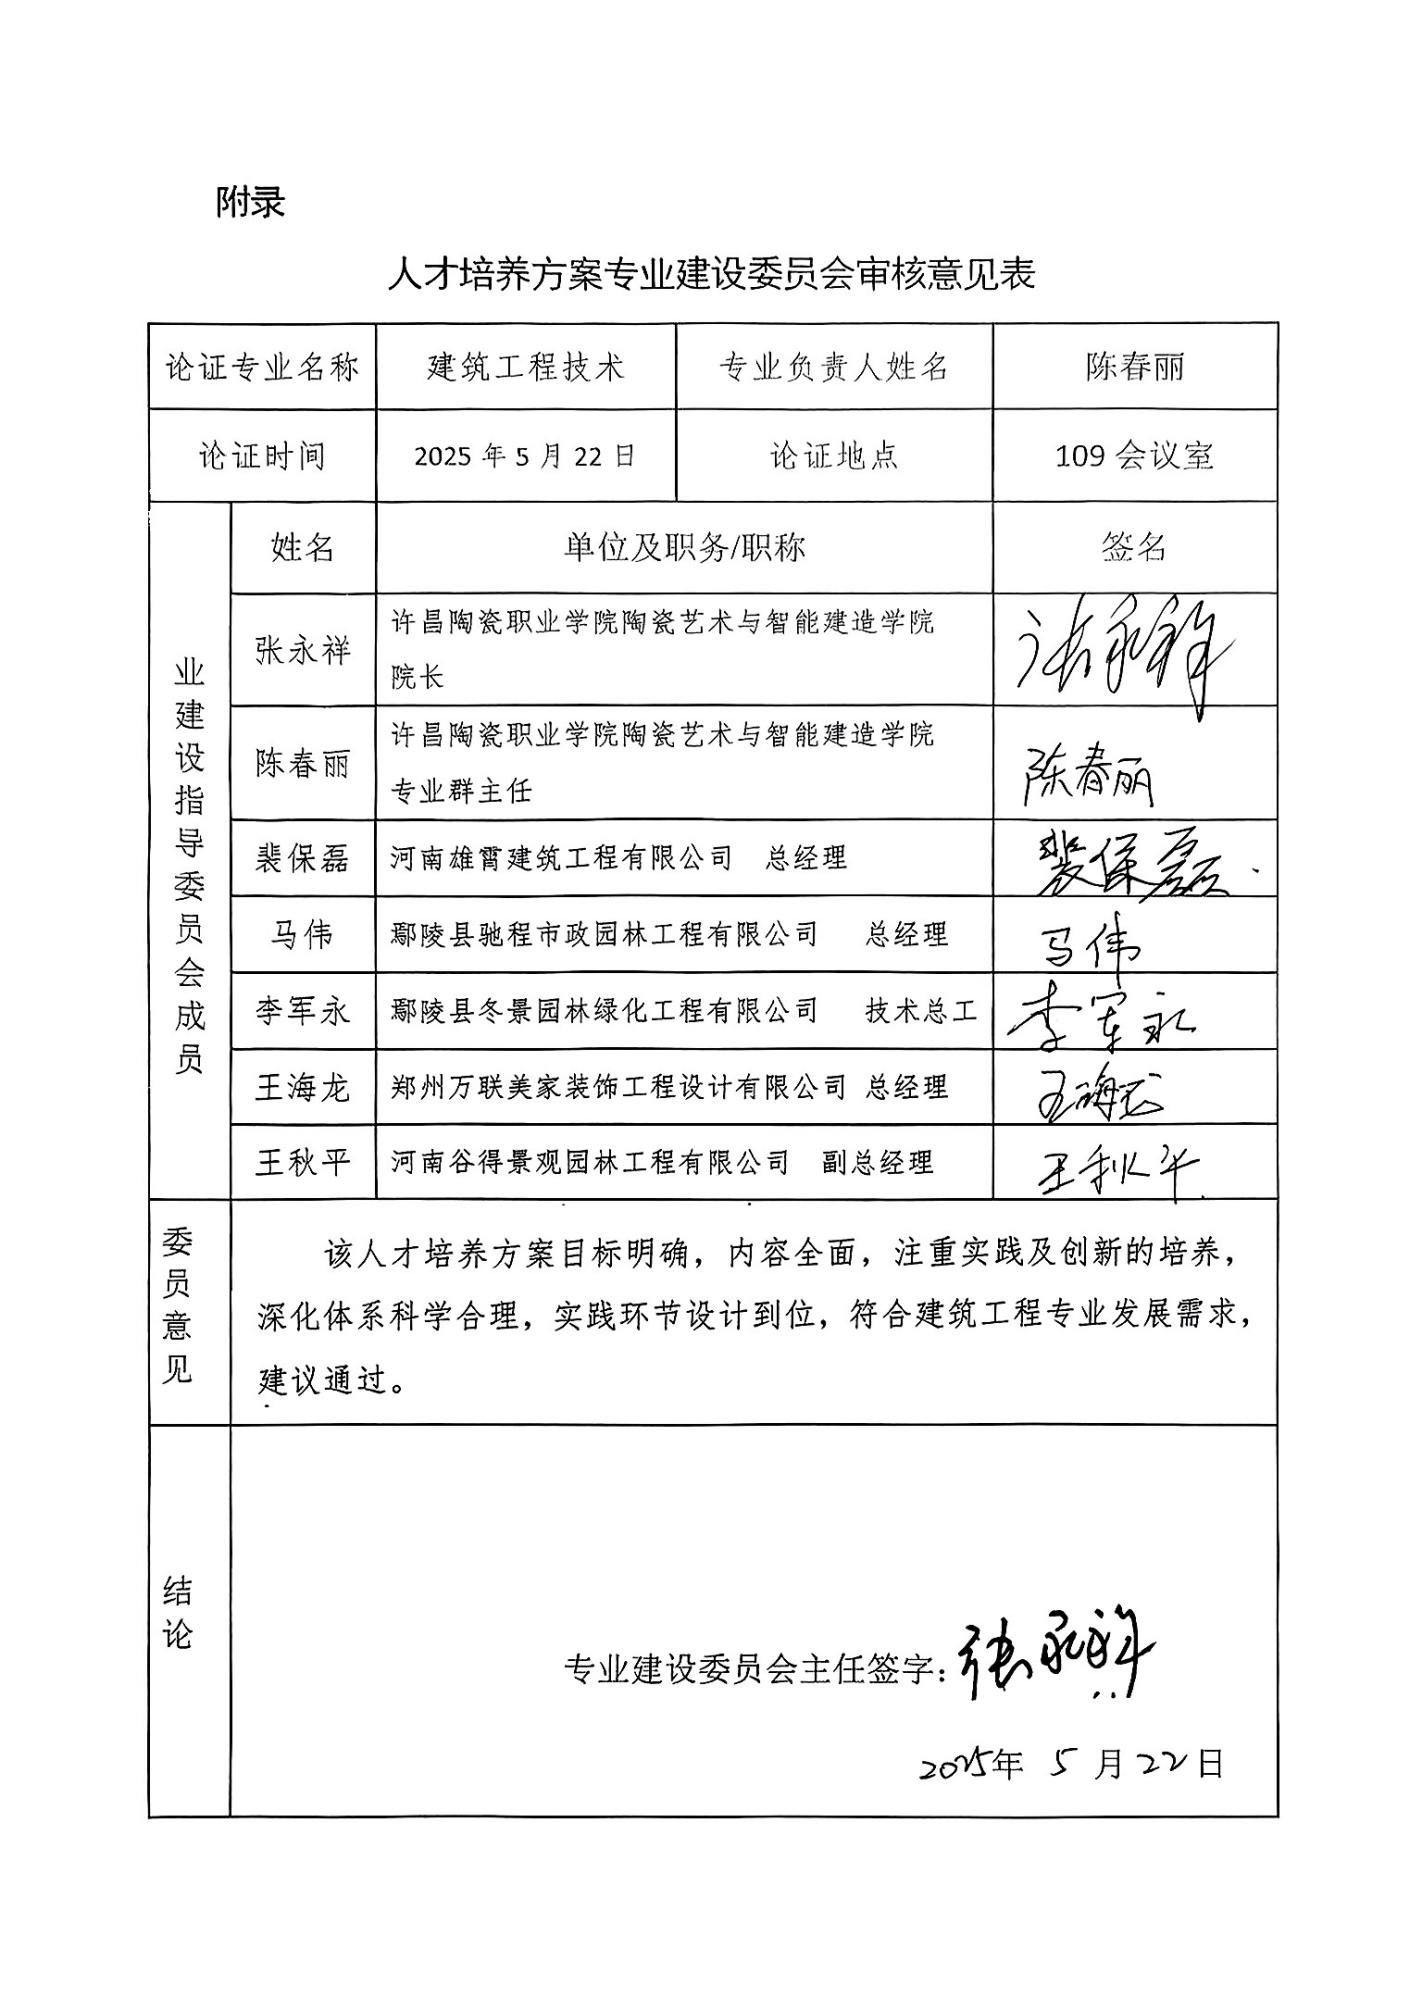 附录
人才培养方案专业建设委员会审核意见表
论证专业名称 建筑工程技术 专业负责人姓名 陈春丽
论证时间 2025 年 5 月 22 日 论证地点 109 会议室
业建设指导委员会成员
姓名 单位及职务/职称 签名
张永祥 许昌陶瓷职业学院陶瓷艺术与智能建造学院
院长 张永祥
陈春丽 许昌陶瓷职业学院陶瓷艺术与智能建造学院
专业群主任 陈春丽
裴保磊 河南雄霄建筑工程有限公司 总经理 裴保磊
马伟 鄢陵县驰程市政园林工程有限公司 总经理 马伟
李军永 鄢陵县冬景园林绿化工程有限公司 技术总工 李军永
王海龙 郑州万联美家装饰工程设计有限公司 总经理 王海龙
王秋平 河南谷得景观园林工程有限公司 副总经理 王秋平
委员意见
该人才培养方案目标明确，内容全面，注重实践及创新的培养，
深化体系科学合理，实践环节设计到位，符合建筑工程专业发展需求，
建议通过。
结论
专业建设委员会主任签字：张永祥
2025年 5 月 22 日